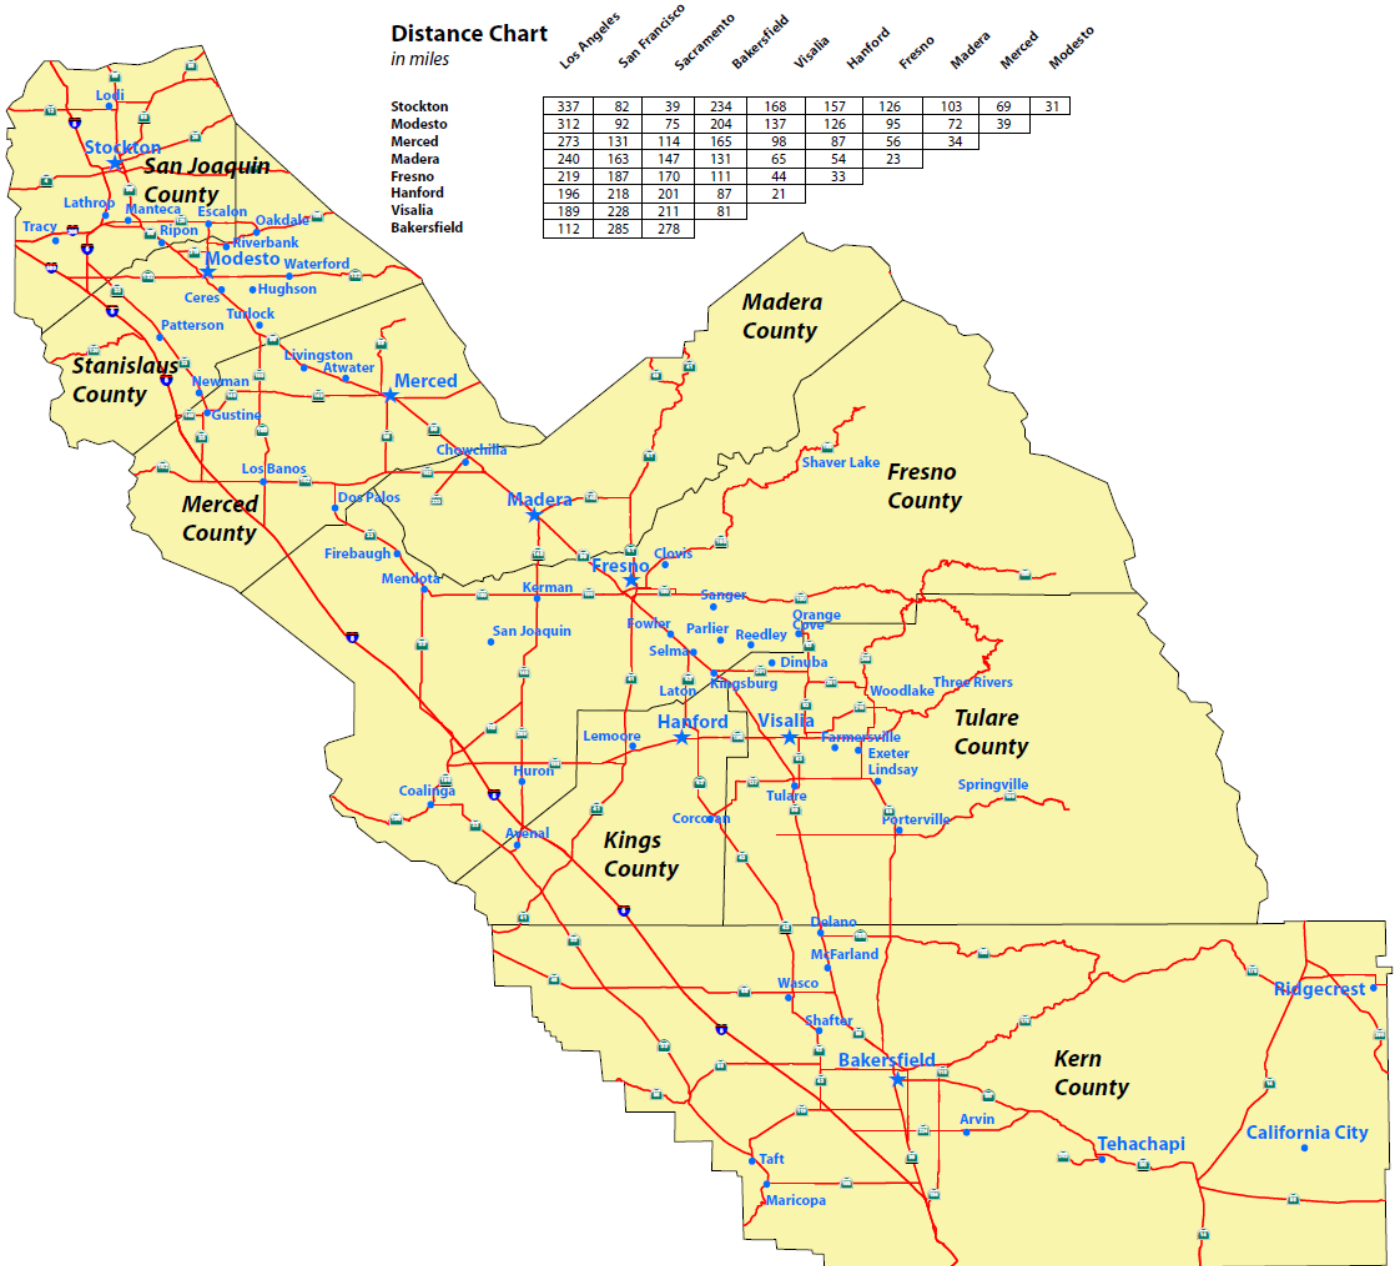 Distance Chart
in miles
Los Angeles
San Francisco
Sacramento
Bakersfield
Visalia
Hanford
Fresno
Madera
Merced
Modesto
Stockton 337 82 39 234 168 157 126 103 69 31
Modesto 312 92 75 204 137 126 95 72 39
Merced 273 131 114 165 98 87 56 34
Madera 240 163 147 131 65 54 23
Fresno 219 187 170 111 44 33
Hanford 196 218 201 87 21
Visalia 189 228 211 81
Bakersfield 112 285 278
Lodi
Stockton
San Joaquin
County
Lathrop
Manteca
Escalon
Oakdale
Tracy
Ripon
Riverbank
Modesto
Waterford
Ceres
Hughson
Turlock
Patterson
Stanislaus
County
Livingston
Atwater
Newman
Merced
Gustine
Madera
County
Chowchilla
Los Banos
Shaver Lake
Fresno
County
Merced
County
Dos Palos
Madera
Firebaugh
Fresno
Clovis
Mendota
Kerman
Sanger
San Joaquin
Fowler
Parlier
Reedley
Orange
Cove
Selma
Dinuba
Laton
Kingsburg
Woodlake
Three Rivers
Hanford
Visalia
Tulare
County
Lemoore
Farmersville
Exeter
Lindsay
Huron
Coalinga
Tulare
Springville
Corcoran
Porterville
Avenal
Kings
County
Delano
McFarland
Wasco
Ridgecrest
Shafter
Bakersfield
Kern
County
Arvin
Tehachapi
California City
Taft
Maricopa